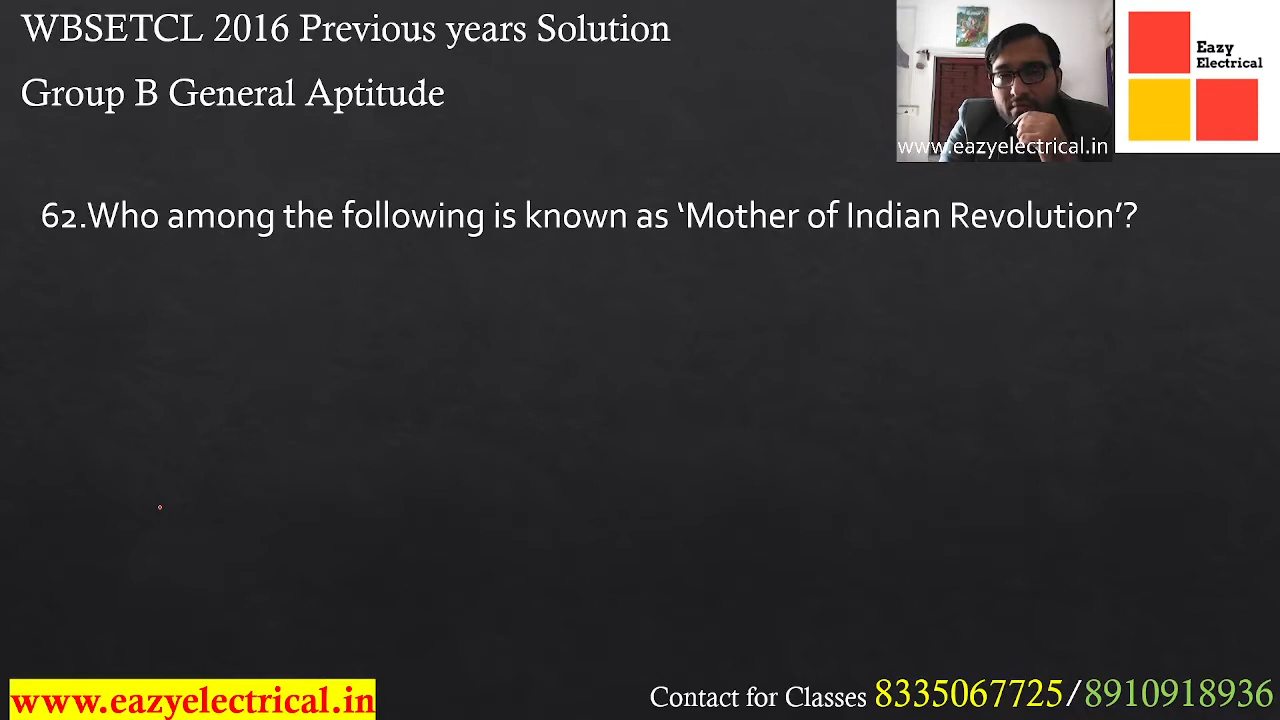 WBSETCL 2016 Previous years Solution
Group B General Aptitude
Eazy
Electrical
www.eazyelectrical.in
62.Who among the following is known as ‘Mother of Indian Revolution’?
www.eazyelectrical.in
Contact for Classes 8335067725/8910918936